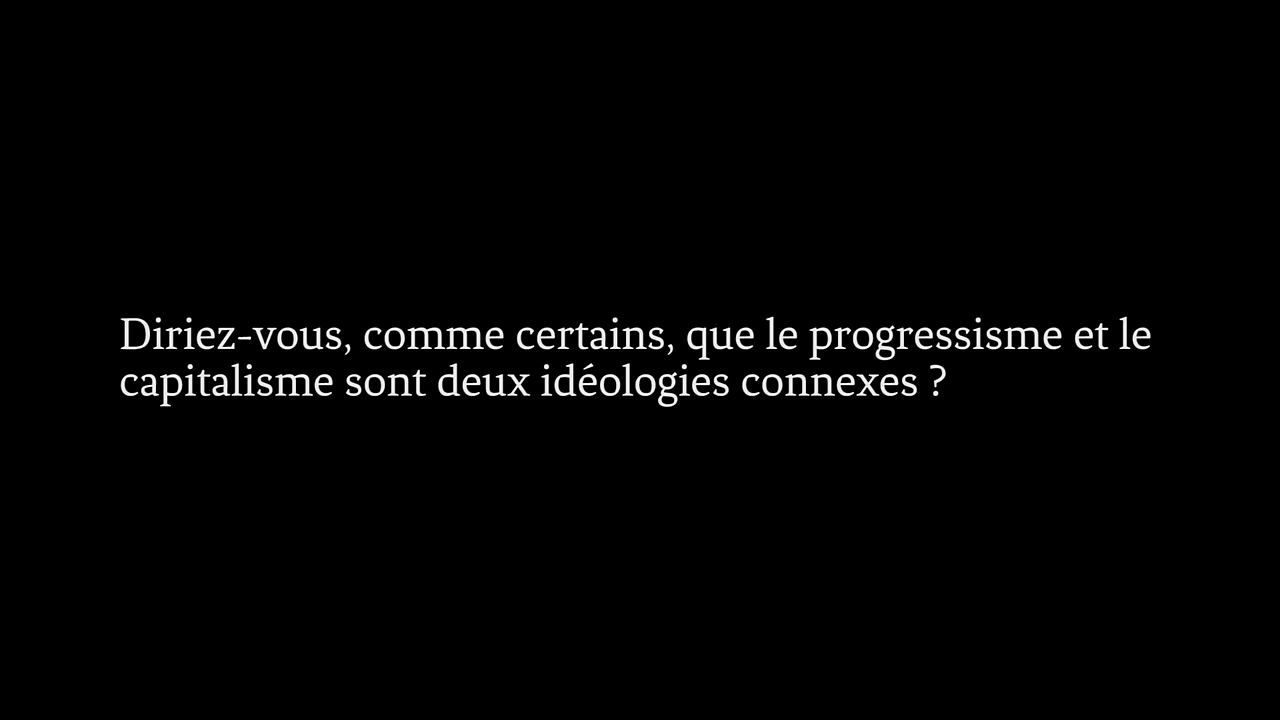 Diriez-vous, comme certains, que le progressisme et le
capitalisme sont deux idéologies connexes ?